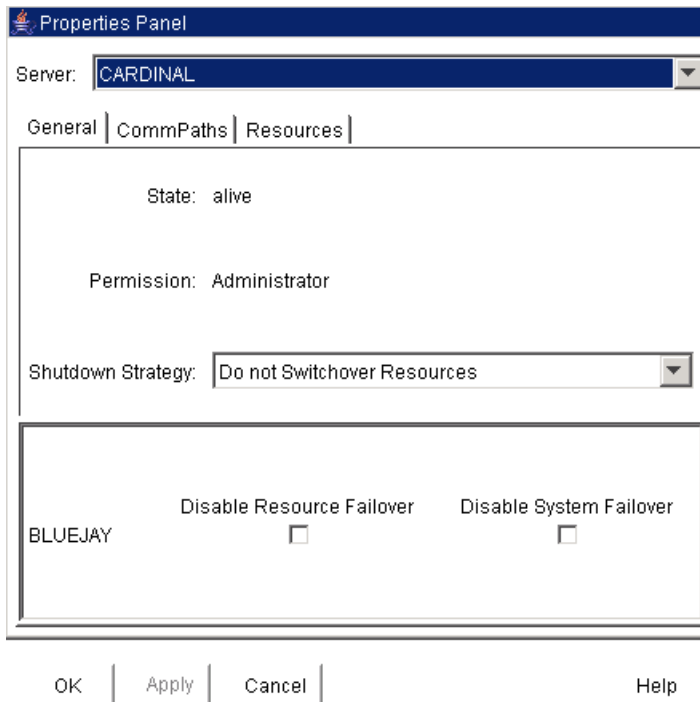 Properties Panel
Server: CARDINAL
General CommPaths Resources
State: alive
Permission: Administrator
Shutdown Strategy: Do not Switchover Resources
Disable Resource Failover Disable System Failover
BLUEJAY
OK Apply Cancel Help